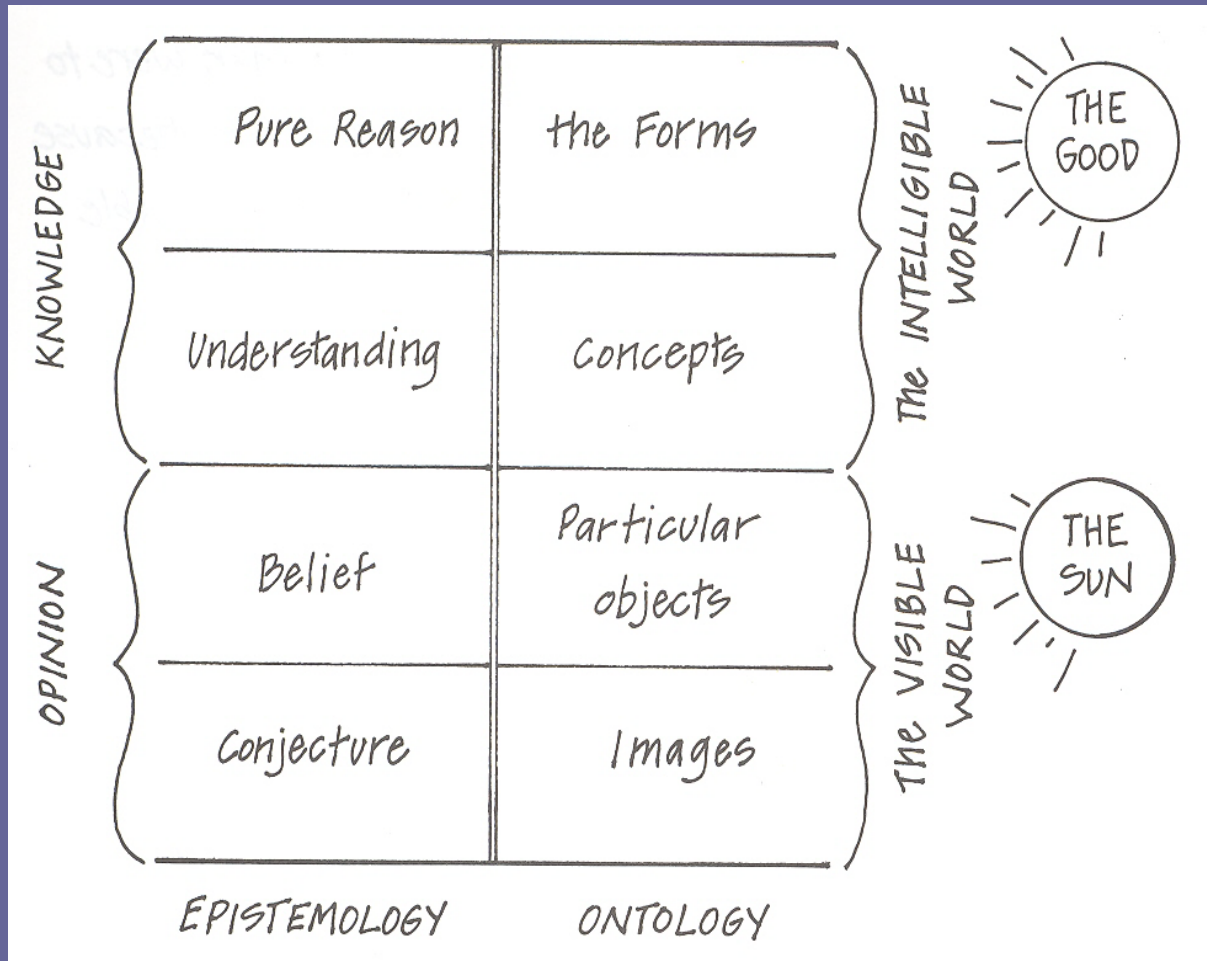 KNOWLEDGE
Pure Reason
the Forms
The INTELLIGIBLE
WORLD
THE
GOOD
Understanding
Concepts
OPINION
Belief
Particular
objects
The VISIBLE
WORLD
THE
SUN
Conjecture
Images
EPISTEMOLOGY
ONTOLOGY